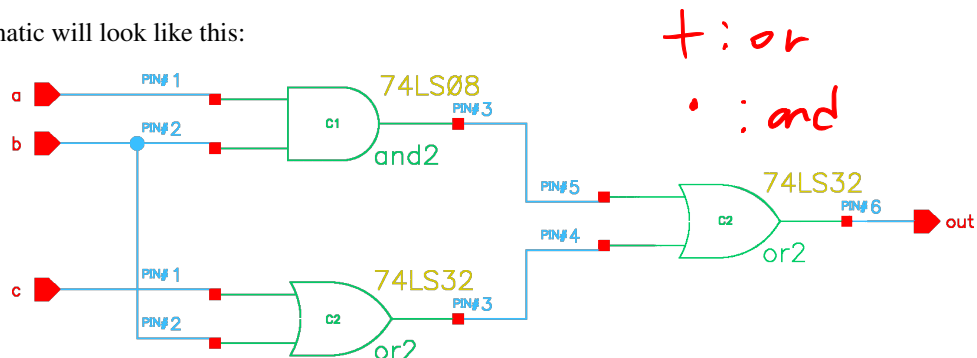 matic will look like this:
+ : or
• : and
PIN# 1
74LS08
PIN# 3
a
C1
b
PIN# 2
and2
PIN# 5
74LS32
PIN# 6
C2
out
PIN# 4
or2
PIN# 1
74LS32
PIN# 3
c
C2
PIN# 2
or2